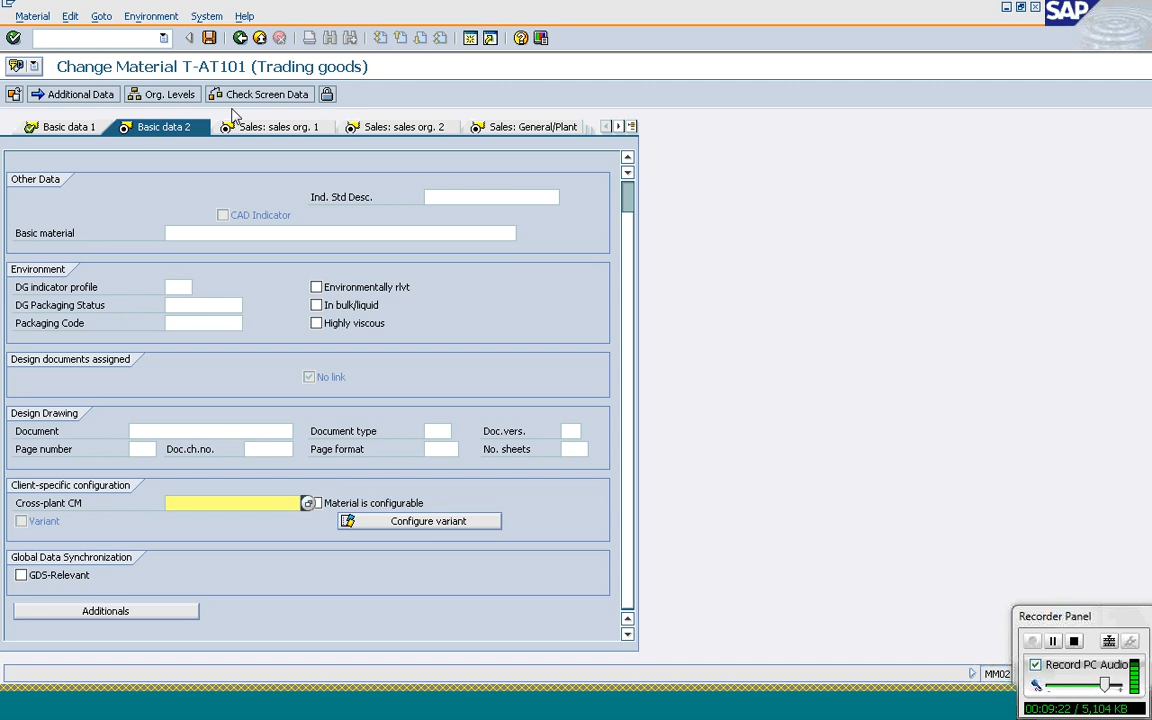 Material Edit Goto Environment System Help
SAP
Change Material T-AT101 (Trading goods)
Additional Data Org. Levels Check Screen Data
Basic data 1 Basic data 2 Sales: sales org. 1 Sales: sales org. 2 Sales: General/Plant
Other Data
Ind. Std Desc.
CAD Indicator
Basic material
Environment
DG indicator profile Environmentally rlvt
DG Packaging Status In bulk/liquid
Packaging Code Highly viscous
Design documents assigned
No link
Design Drawing
Document Document type Doc.vers.
Page number Doc.ch.no. Page format No. sheets
Client-specific configuration
Cross-plant CM Material is configurable
Variant Configure variant
Global Data Synchronization
GDS-Relevant
Additionals
Recorder Panel
Record PC Audio
MM02
00:09:22 / 5,104 KB